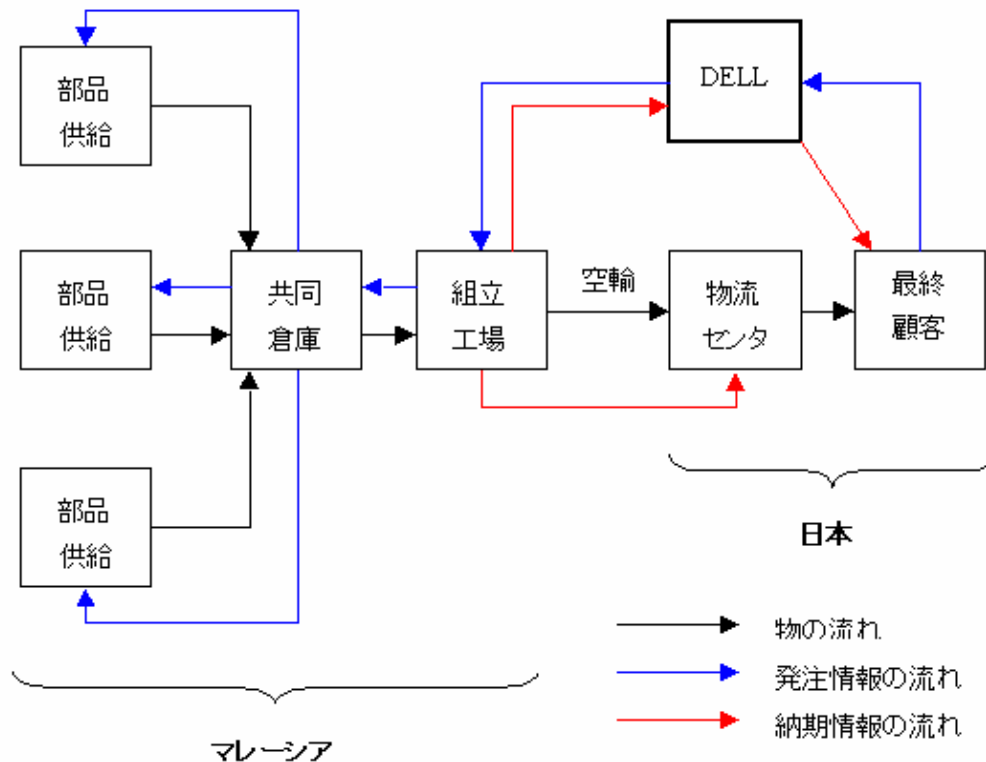 部品
供給
DELL
部品
供給
共同
倉庫
組立
工場
空輸
物流
センタ
最終
顧客
部品
供給
日本
物の流れ
発注情報の流れ
納期情報の流れ
マレーシア